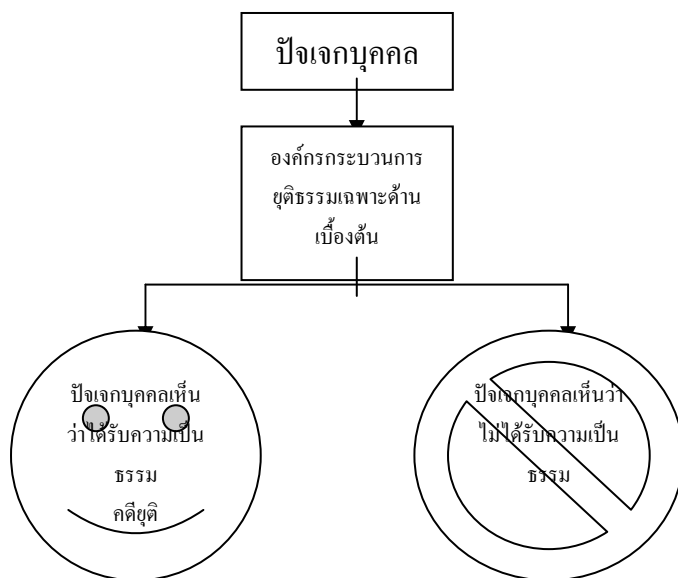 ปัจเจกบุคคล
องค์กรกระบวนการ
ยุติธรรมเฉพาะด้าน
เบื้องต้น
ปัจเจกบุคคลเห็น
ว่าได้รับความเป็น
ธรรม
คดียุติ
ปัจเจกบุคคลเห็นว่า
ไม่ได้รับความเป็น
ธรรม